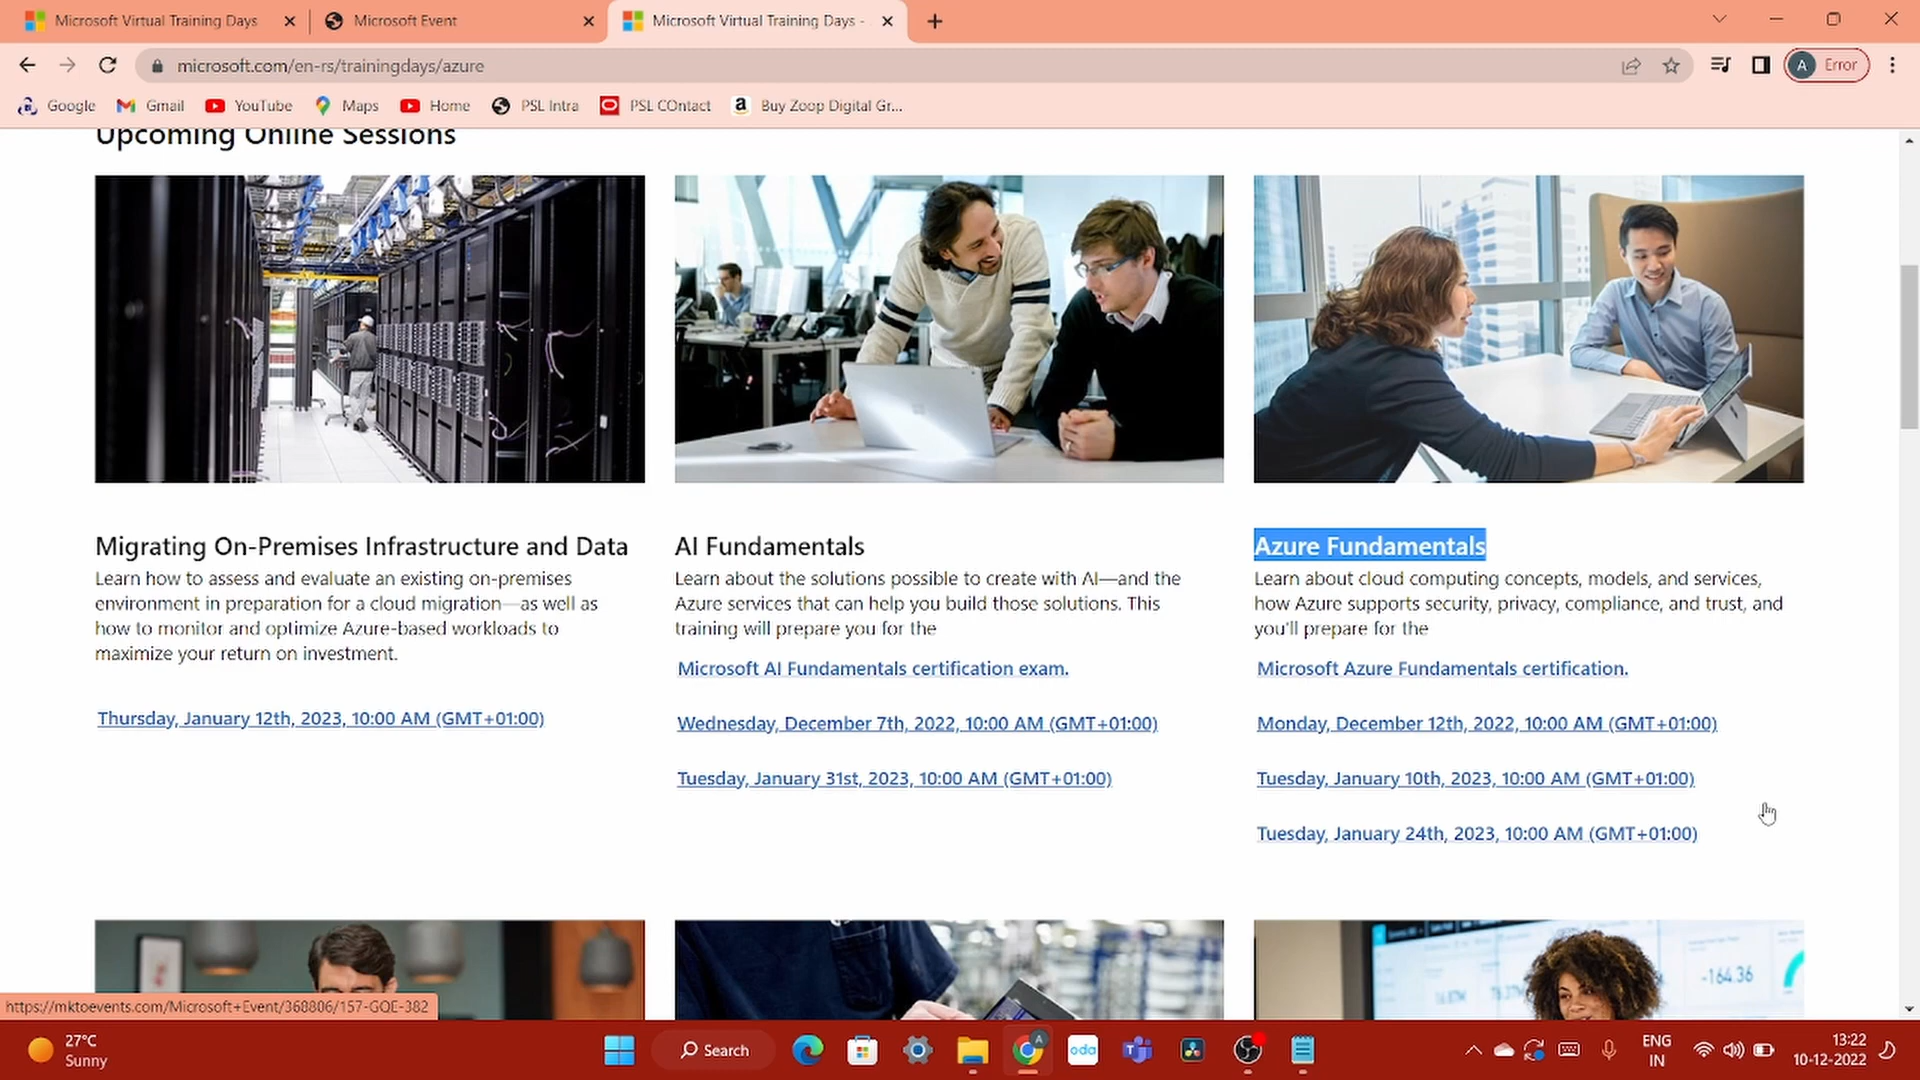 Microsoft Virtual Training Days
Microsoft Event
Microsoft Virtual Training Days -
microsoft.com/en-rs/trainingdays/azure
A Error
Google
Gmail
YouTube
Maps
Home
PSL Intra
PSL COntact
Buy Zoop Digital Gr...
Upcoming Online Sessions
Migrating On-Premises Infrastructure and Data
Learn how to assess and evaluate an existing on-premises
environment in preparation for a cloud migration—as well as
how to monitor and optimize Azure-based workloads to
maximize your return on investment.
Thursday, January 12th, 2023, 10:00 AM (GMT+01:00)
AI Fundamentals
Learn about the solutions possible to create with AI—and the
Azure services that can help you build those solutions. This
training will prepare you for the
Microsoft AI Fundamentals certification exam.
Wednesday, December 7th, 2022, 10:00 AM (GMT+01:00)
Tuesday, January 31st, 2023, 10:00 AM (GMT+01:00)
Azure Fundamentals
Learn about cloud computing concepts, models, and services,
how Azure supports security, privacy, compliance, and trust, and
you'll prepare for the
Microsoft Azure Fundamentals certification.
Monday, December 12th, 2022, 10:00 AM (GMT+01:00)
Tuesday, January 10th, 2023, 10:00 AM (GMT+01:00)
Tuesday, January 24th, 2023, 10:00 AM (GMT+01:00)
-164.36
https://mktoevents.com/Microsoft+Event/368806/157-GQE-382
27°C
Sunny
Search
A
oda
ENG
IN
13:22
10-12-2022